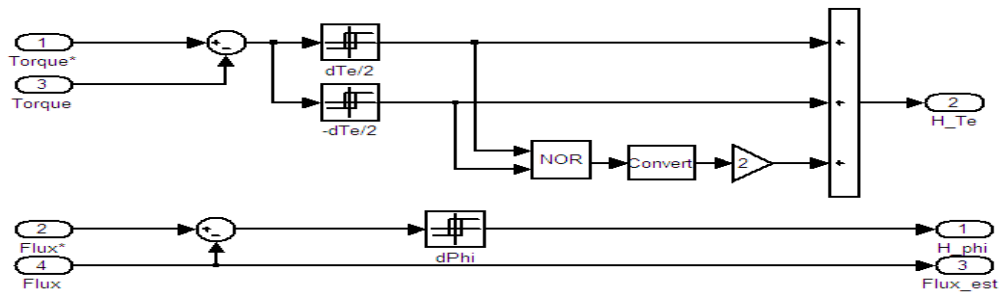 1
Torque*
3
Torque
dTe/2
-dTe/2
NOR
Convert
2
2
H_Te
2
Flux*
4
Flux
dPhi
1
H_phi
3
Flux_est